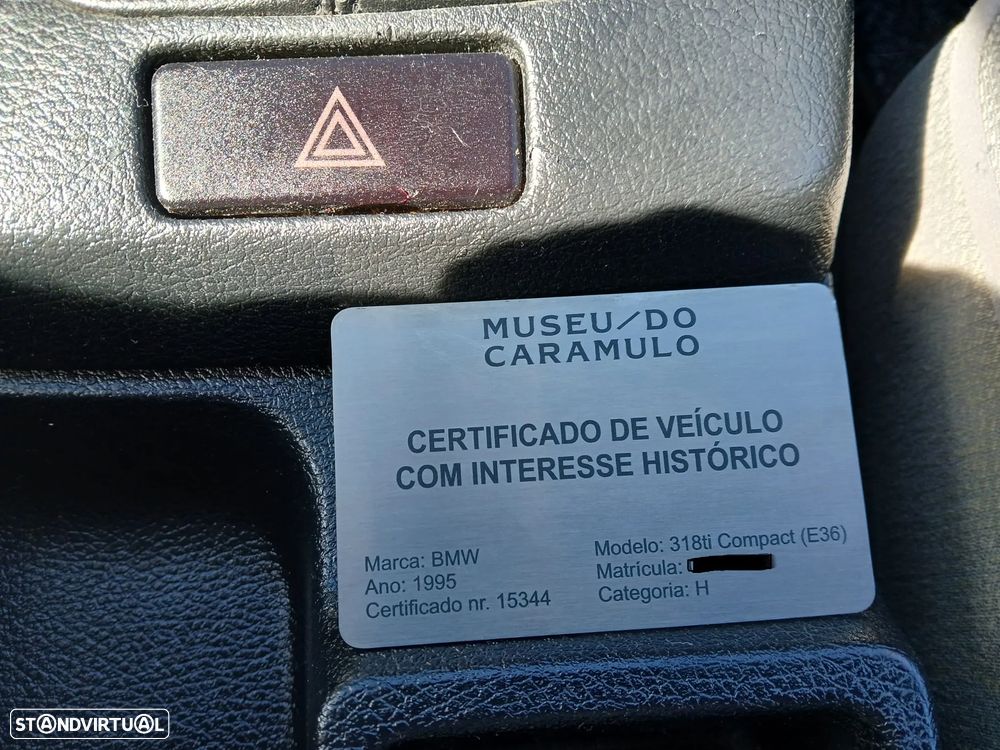 MUSEU/DO
CARAMULO
CERTIFICADO DE VEÍCULO
COM INTERESSE HISTÓRICO
Marca: BMW
Ano: 1995
Certificado nr. 15344
Modelo: 318ti Compact (E36)
Matrícula:
Categoria: H
STANDVIRTUAL